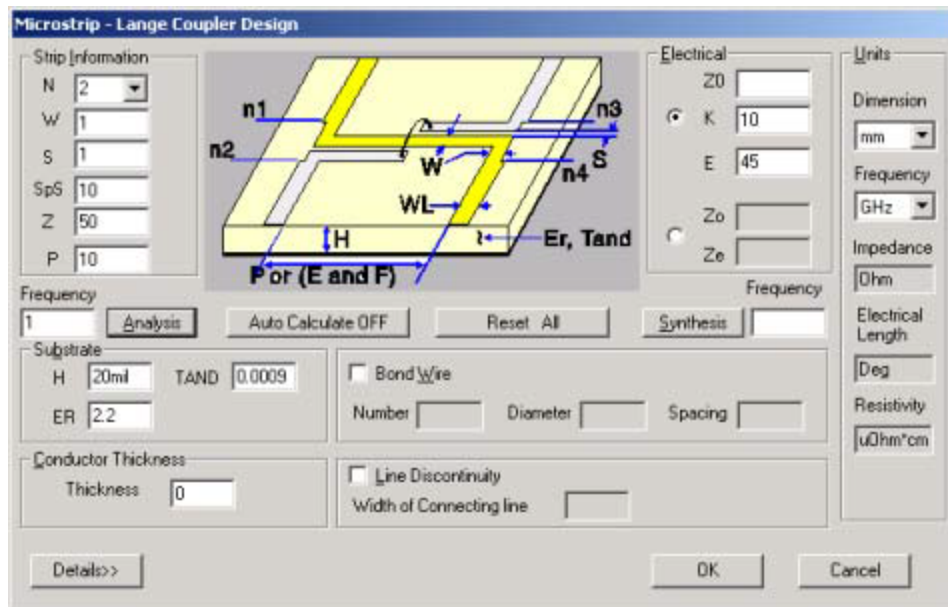 Microstrip - Lange Coupler Design
Strip Information
N 2
W 1
S 1
SpS 10
Z 50
P 10
n1
n2
n3
n4
W
S
WL
H
Er, Tand
P or (E and F)
Electrical
Z0
K 10
E 45
Zo
Ze
Units
Dimension
mm
Frequency
GHz
Impedance
Ohm
Electrical
Length
Deg
Resistivity
uOhm*cm
Frequency
1
Analysis
Auto Calculate OFF
Reset All
Synthesis
Frequency
Substrate
H 20mil
TAND 0.0009
ER 2.2
Bond Wire
Number
Diameter
Spacing
Conductor Thickness
Thickness 0
Line Discontinuity
Width of Connecting line
Details>>
OK
Cancel